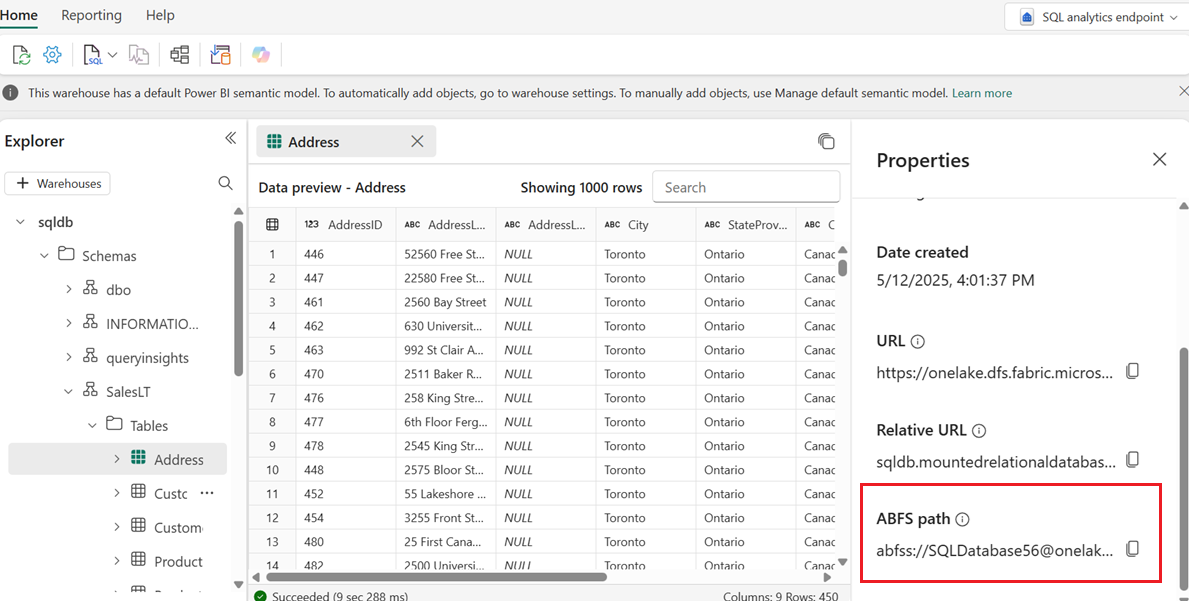 Home Reporting Help
SQL analytics endpoint
SQL
This warehouse has a default Power BI semantic model. To automatically add objects, go to warehouse settings. To manually add objects, use Manage default semantic model. Learn more
Explorer
+ Warehouses
sqldb
Schemas
dbo
INFORMATIO...
queryinsights
SalesLT
Tables
Address
Custc ...
Custom
Product
Address
Data preview - Address
Showing 1000 rows
Search
123 AddressID ABC AddressL... ABC AddressL... ABC City ABC StateProv... ABC C
1 446 52560 Free St... NULL Toronto Ontario Canac
2 447 22580 Free St... NULL Toronto Ontario Canac
3 461 2560 Bay Street NULL Toronto Ontario Canac
4 462 630 Universit... NULL Toronto Ontario Canac
5 463 992 St Clair A... NULL Toronto Ontario Canac
6 470 2511 Baker R... NULL Toronto Ontario Canac
7 476 258 King Stre... NULL Toronto Ontario Canac
8 477 6th Floor Ferg... NULL Toronto Ontario Canac
9 478 2545 King Str... NULL Toronto Ontario Canac
10 448 2575 Bloor St... NULL Toronto Ontario Canac
11 452 55 Lakeshore ... NULL Toronto Ontario Canac
12 454 3255 Front St... NULL Toronto Ontario Canac
13 480 25 First Cana... NULL Toronto Ontario Canac
14 482 2500 Universi... NULL Toronto Ontario Canac
Succeeded (9 sec 288 ms)
Columns: 9 Rows: 450
Properties
Date created
5/12/2025, 4:01:37 PM
URL
https://onelake.dfs.fabric.micros...
Relative URL
sqldb.mountedrelationaldatabas...
ABFS path
abfss://SQLDatabase56@onelak...